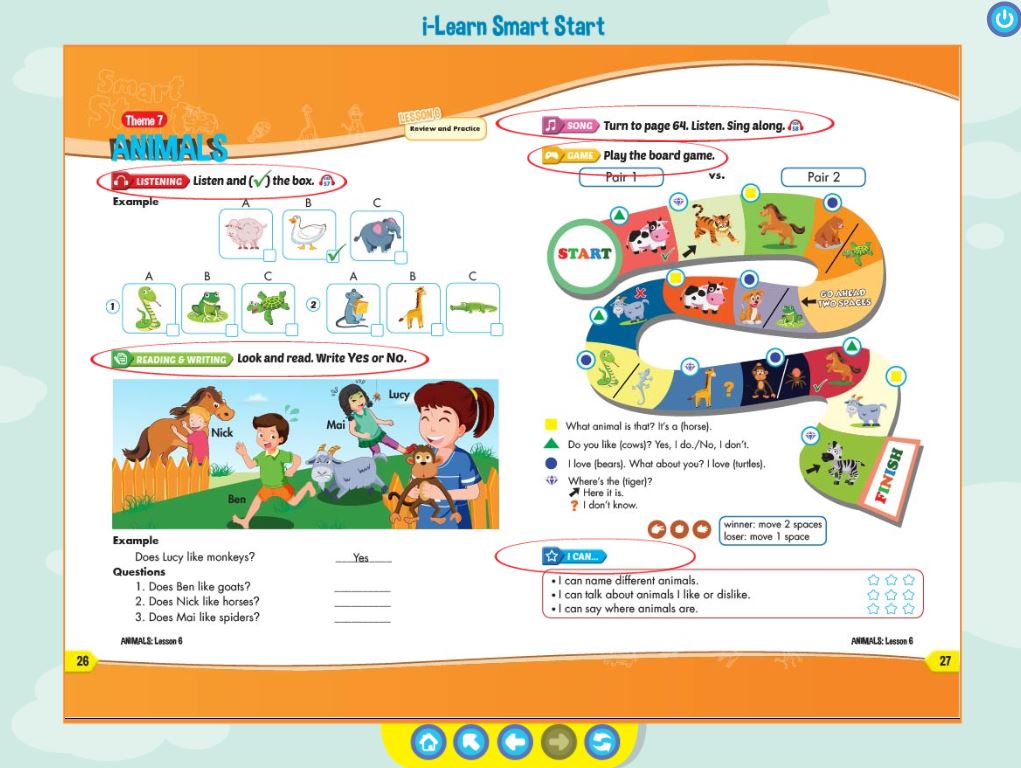 i-Learn Smart Start
Smart
St
Theme 7
ANIMALS
LESSON 6
Review and Practice
LISTENING Listen and (✓) the box. 57
Example
A B C
A B C A B C
1 2
READING & WRITING Look and read. Write Yes or No.
Lucy
Mai
Nick
Ben
Example
Does Lucy like monkeys? Yes
Questions
1. Does Ben like goats? ________
2. Does Nick like horses? ________
3. Does Mai like spiders? ________
ANIMALS: Lesson 6
26
SONG Turn to page 64. Listen. Sing along. 58
GAME Play the board game.
Pair 1 vs. Pair 2
START
GO AHEAD
TWO SPACES
?
FINISH
What animal is that? It's a (horse).
Do you like (cows)? Yes, I do./No, I don't.
I love (bears). What about you? I love (turtles).
Where's the (tiger)?
Here it is.
? I don't know.
winner: move 2 spaces
loser: move 1 space
I CAN...
• I can name different animals.
• I can talk about animals I like or dislike.
• I can say where animals are.
ANIMALS: Lesson 6
27